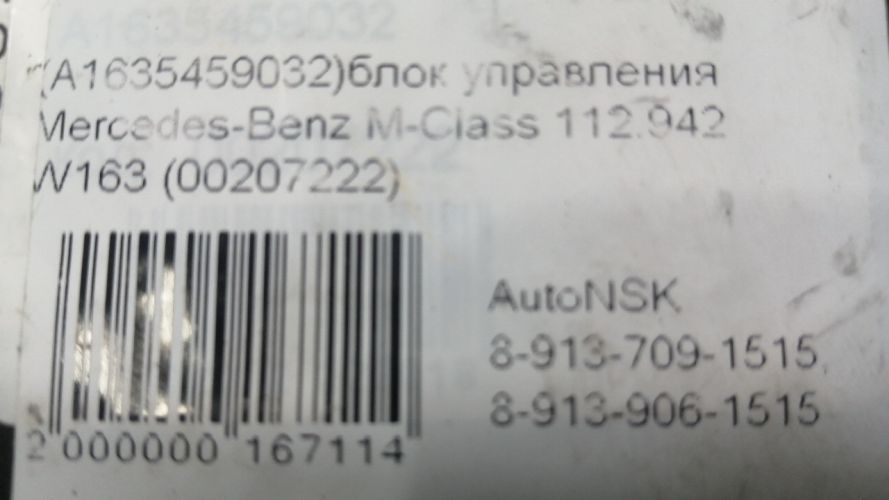 (A1635459032)блок управления
Mercedes-Benz M-Class 112.942
W163 (00207222)
AutoNSK
8-913-709-1515,
8-913-906-1515
2 000000 167114